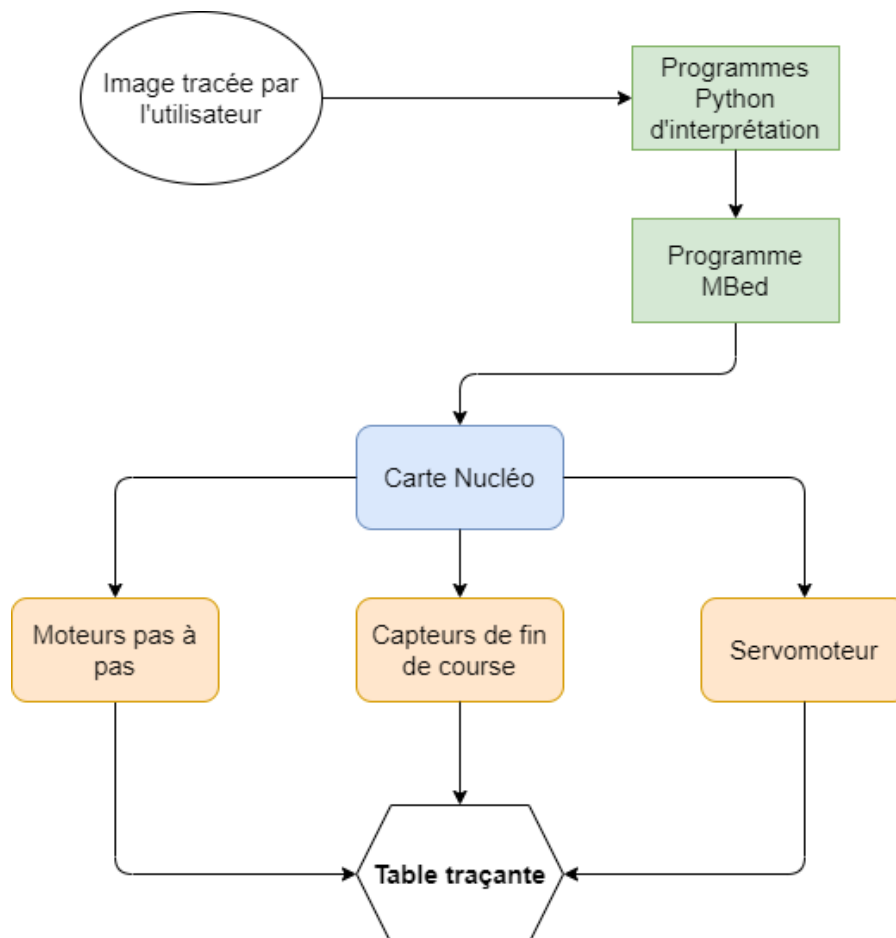 Image tracée par
l'utilisateur
Programmes
Python
d'interprétation
Programme
MBed
Carte Nucléo
Moteurs pas à
pas
Capteurs de fin
de course
Servomoteur
Table traçante